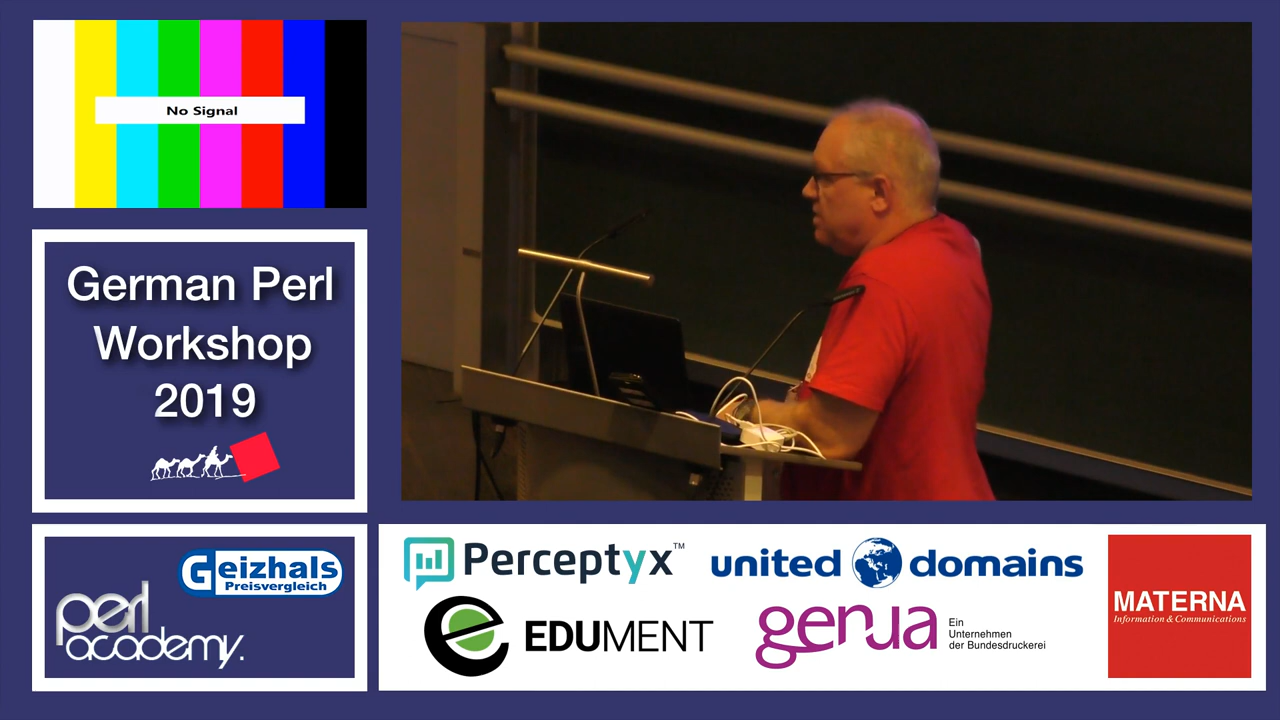 No Signal
German Perl
Workshop
2019
Geizhals
Preisvergleich
perl
academy.
Perceptyx™
united domains
EDUMENT
genua
Ein
Unternehmen
der Bundesdruckerei
MATERNA
Information & Communications